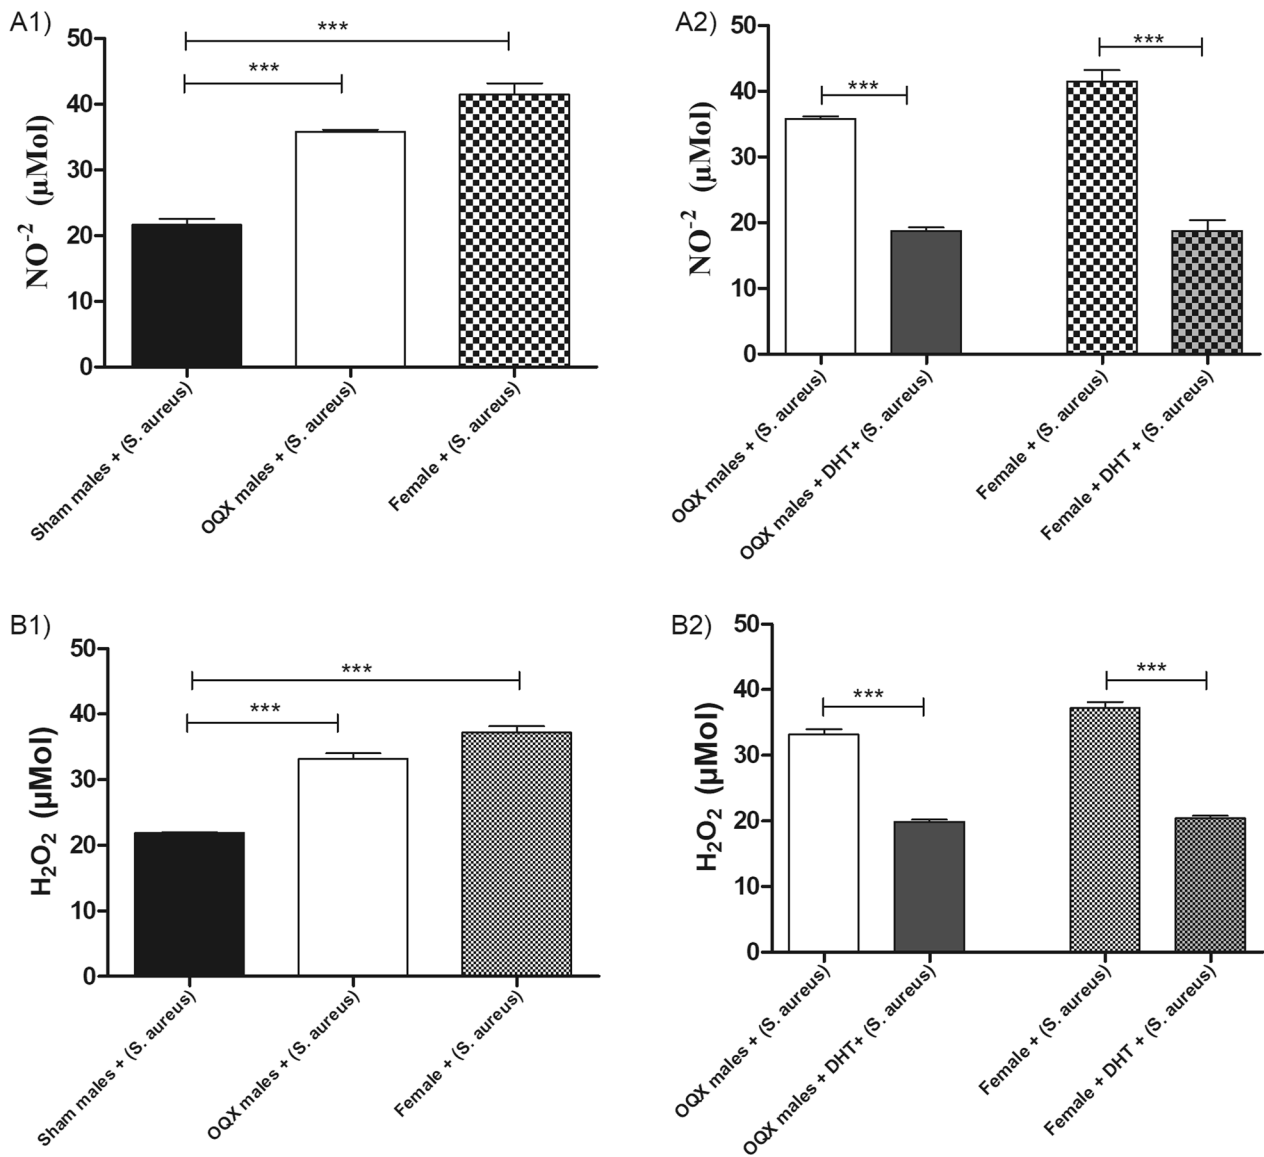 A1)
***
***
50
40
30
20
10
0
NO⁻² (µMol)
Sham males + (S. aureus)
OQX males + (S. aureus)
Female + (S. aureus)
A2)
***
***
50
40
30
20
10
0
NO⁻² (µMol)
OQX males + (S. aureus)
OQX males + DHT+ (S. aureus)
Female + (S. aureus)
Female + DHT + (S. aureus)
B1)
***
***
50
40
30
20
10
0
H₂O₂ (µMol)
Sham males + (S. aureus)
OQX males + (S. aureus)
Female + (S. aureus)
B2)
***
***
50
40
30
20
10
0
H₂O₂ (µMol)
OQX males + (S. aureus)
OQX males + DHT+ (S. aureus)
Female + (S. aureus)
Female + DHT + (S. aureus)